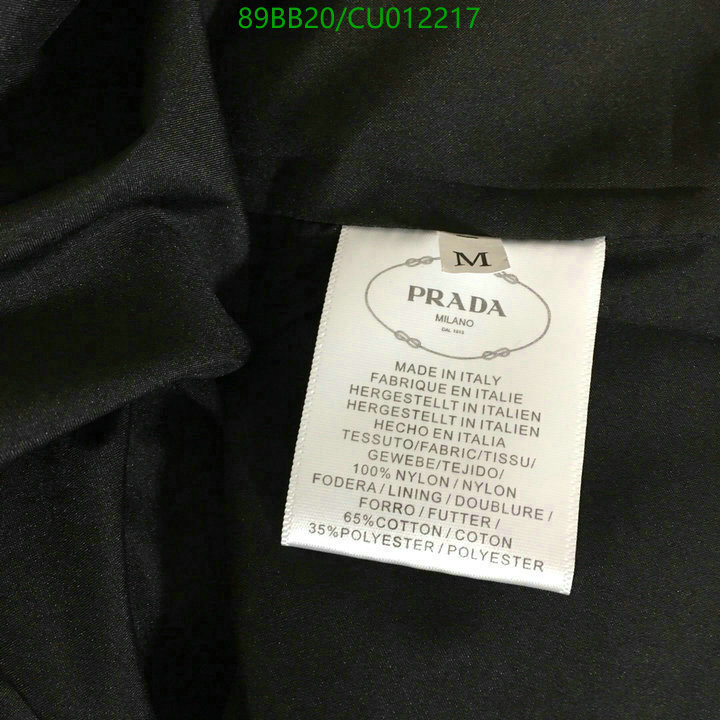 89BB20/CU012217
M
PRADA
MILANO
DAL 1913
MADE IN ITALY
FABRIQUE EN ITALIE
HERGESTELLT IN ITALIEN
HERGESTELLT IN ITALIEN
HECHO EN ITALIA
TESSUTO/FABRIC/TISSU/
GEWEBE/TEJIDO/
100% NYLON / NYLON
FODERA / LINING / DOUBLURE /
FORRO / FUTTER /
65%COTTON / COTON
35%POLYESTER / POLYESTER